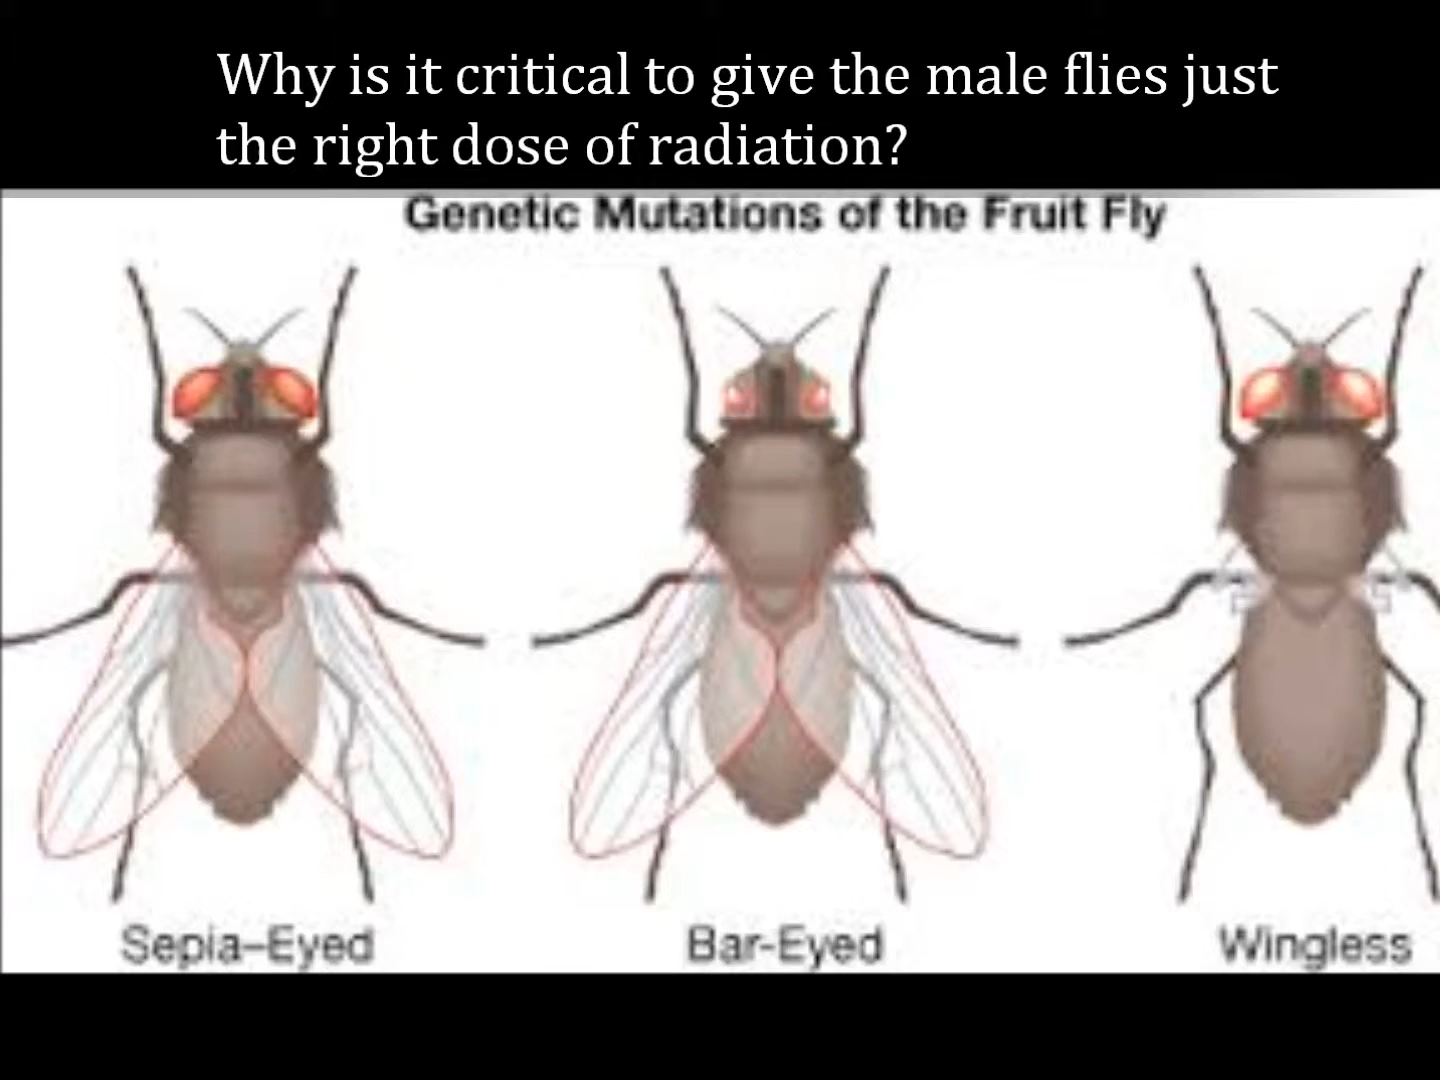 Why is it critical to give the male flies just
the right dose of radiation?
Genetic Mutations of the Fruit Fly
Sepia–Eyed
Bar-Eyed
Wingless